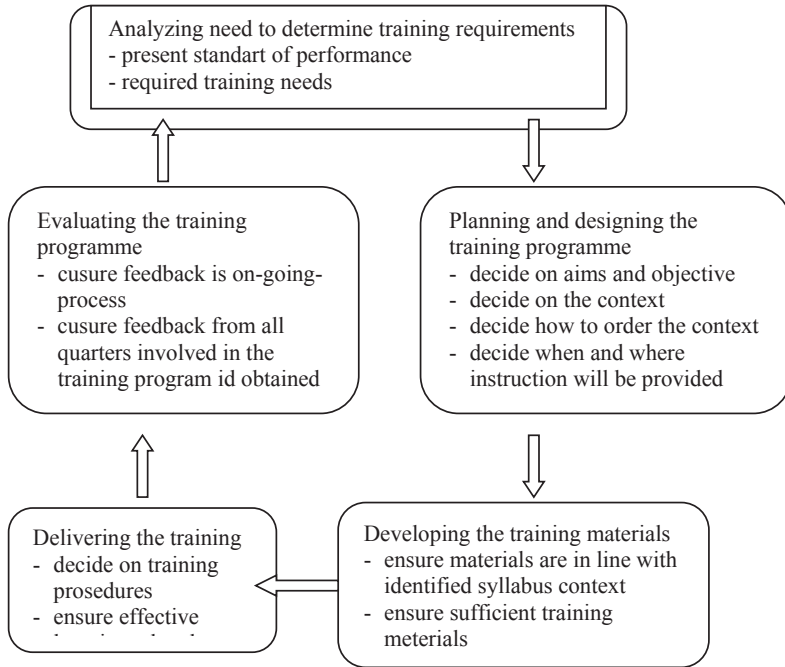 Analyzing need to determine training requirements
- present standart of performance
- required training needs
Evaluating the training
programme
- cusure feedback is on-going-
process
- cusure feedback from all
quarters involved in the
training program id obtained
Planning and designing the
training programme
- decide on aims and objective
- decide on the context
- decide how to order the context
- decide when and where
instruction will be provided
Delivering the training
- decide on training
prosedures
- ensure effective
Developing the training materials
- ensure materials are in line with
identified syllabus context
- ensure sufficient training
meterials